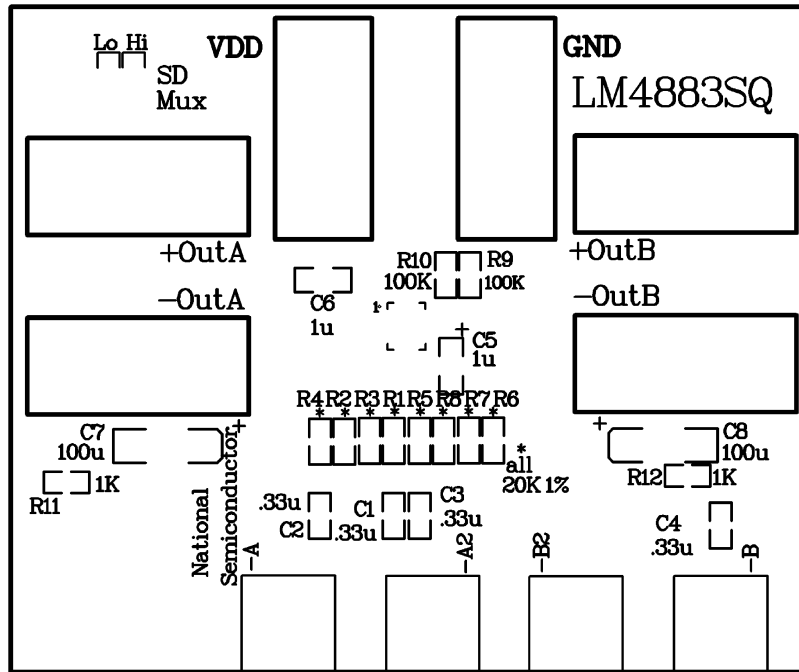 Lo Hi
SD
Mux
VDD
GND
LM4883SQ
+OutA
+OutB
R10
100K
R9
100K
-OutA
-OutB
C6
1u
1
+
C5
1u
R4 R2 R3 R1 R5 R8 R7 R6
* * * * * * * *
*
all
20K 1%
C7
100u
+
+
C8
100u
R11
1K
R12
1K
National
Semiconductor
.33u
C2
C1
.33u
C3
.33u
C4
.33u
-A
-A2
-B2
-B